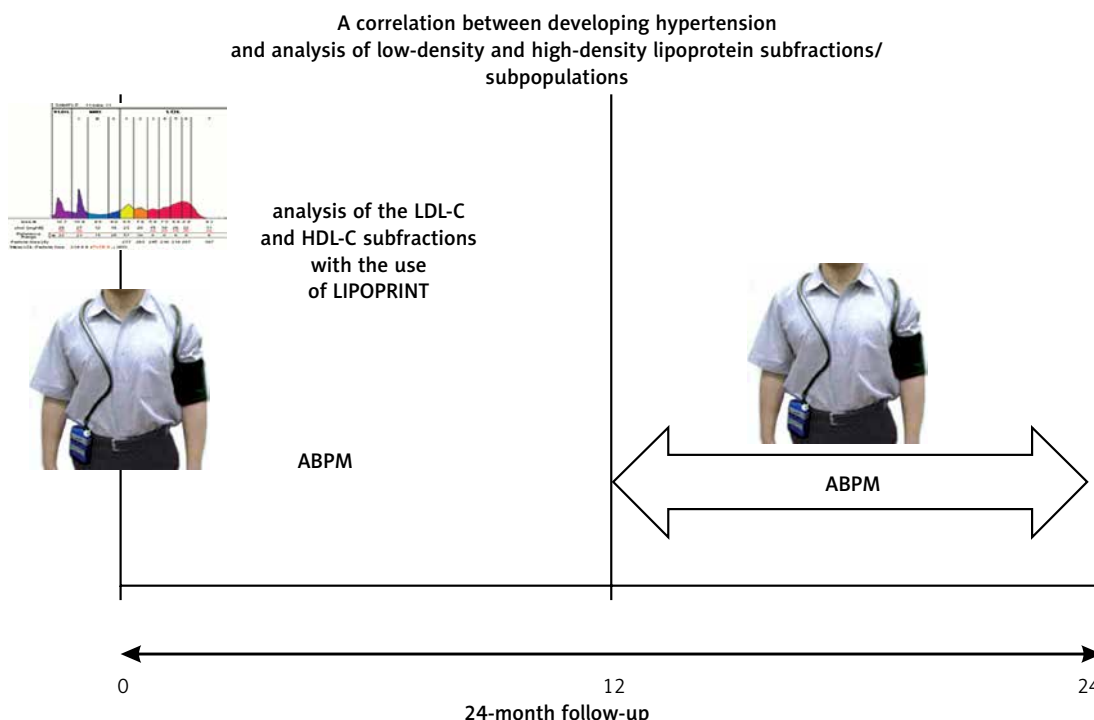 A correlation between developing hypertension
and analysis of low-density and high-density lipoprotein subfractions/
subpopulations
analysis of the LDL-C
and HDL-C subfractions
with the use
of LIPOPRINT
ABPM
ABPM
0
12
24
24-month follow-up